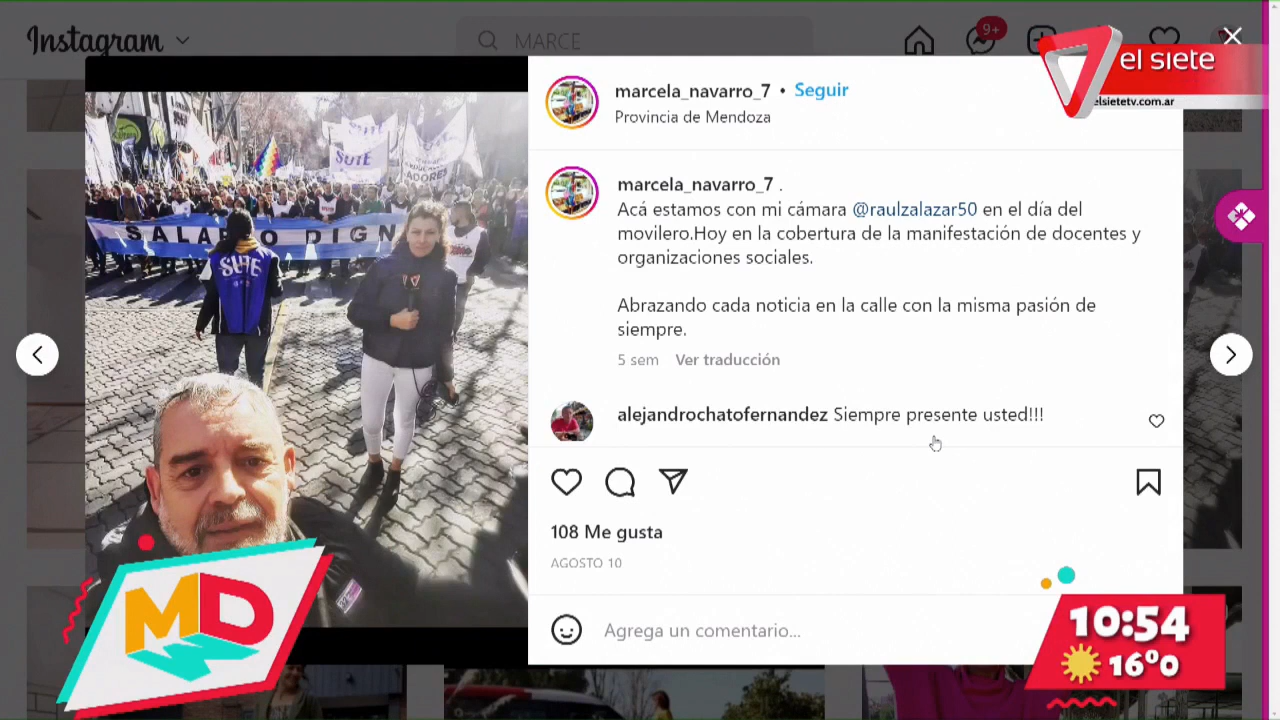 Instagram
MARCE
9+
el siete
elsietetv.com.ar
marcela_navarro_7 • Seguir
Provincia de Mendoza
marcela_navarro_7 .
Acá estamos con mi cámara @raulzalazar50 en el día del
movilero.Hoy en la cobertura de la manifestación de docentes y
organizaciones sociales.
Abrazando cada noticia en la calle con la misma pasión de
siempre.
5 sem Ver traducción
alejandrochatofernandez Siempre presente usted!!!
108 Me gusta
AGOSTO 10
Agrega un comentario...
SUTE
SALARIO DIGN
SUTE
MD
10:54
16°0